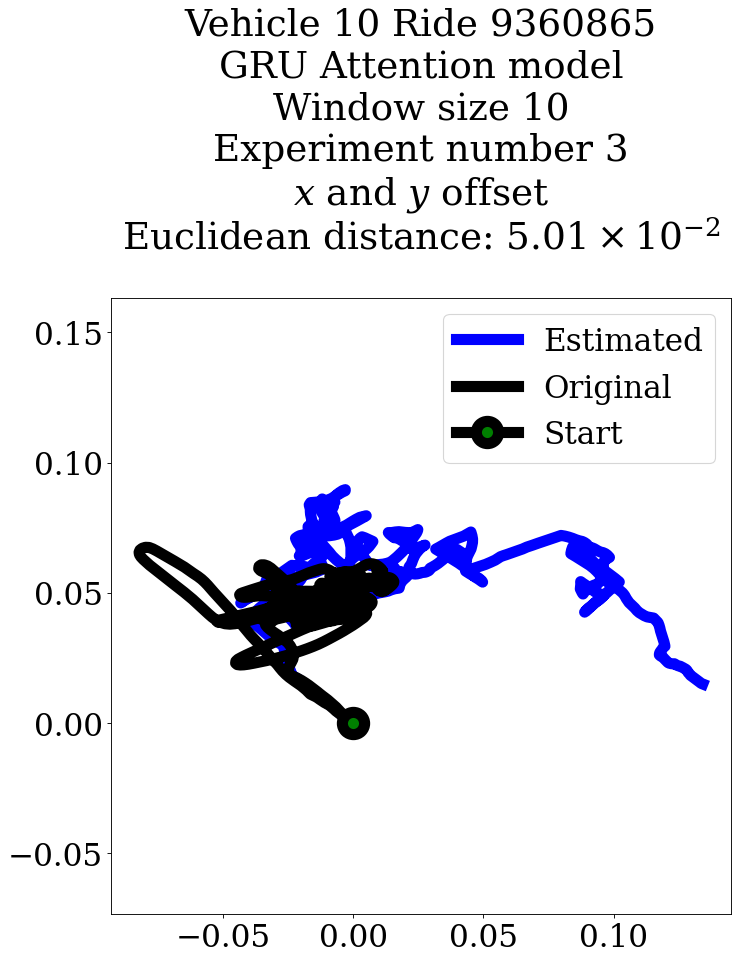 Vehicle 10 Ride 9360865
GRU Attention model
Window size 10
Experiment number 3
x and y offset
Euclidean distance: 5.01 × 10⁻²
Estimated
Original
Start
0.15
0.10
0.05
0.00
−0.05
−0.05 0.00 0.05 0.10